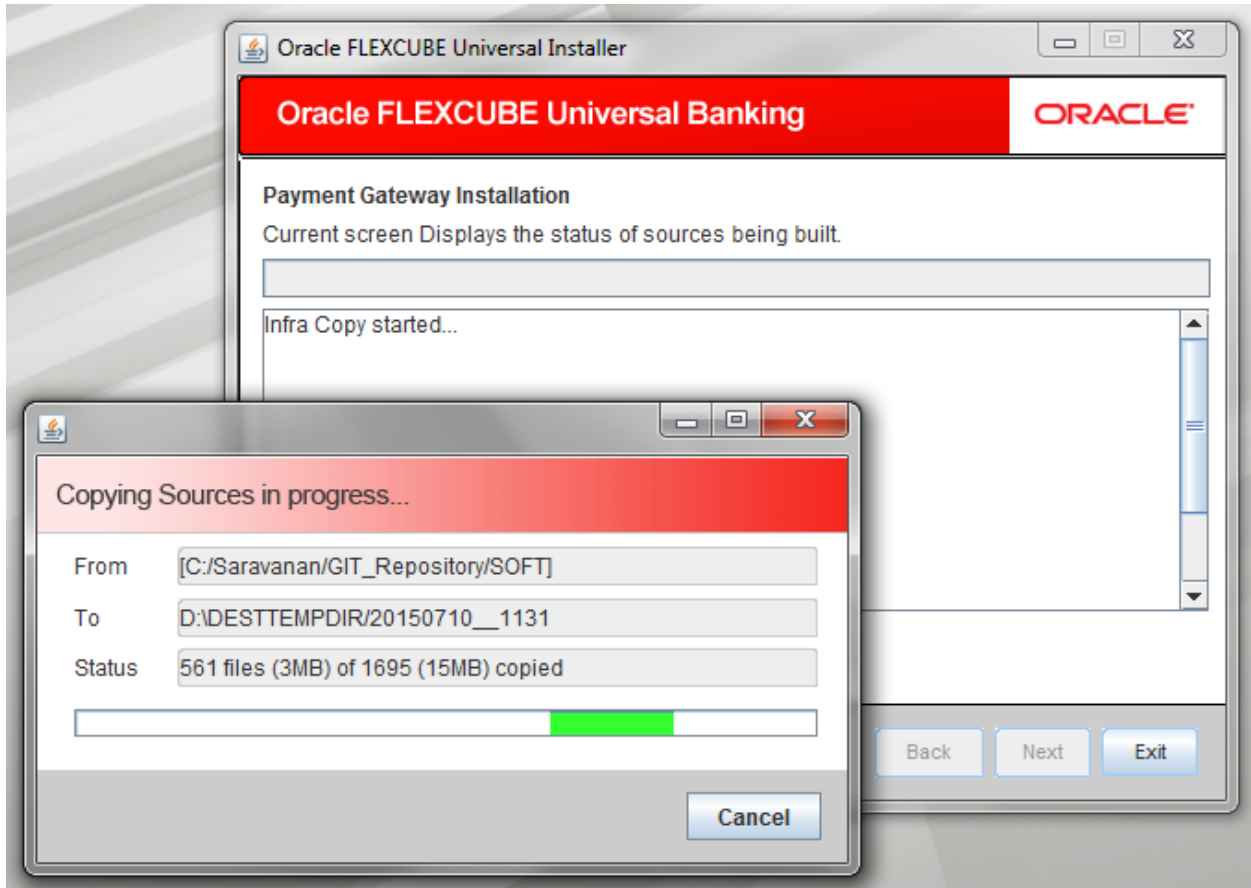 Oracle FLEXCUBE Universal Installer
Oracle FLEXCUBE Universal Banking
ORACLE
Payment Gateway Installation
Current screen Displays the status of sources being built.
Infra Copy started...
Copying Sources in progress...
From [C:/Saravanan/GIT_Repository/SOFT]
To D:\DESTTEMPDIR/20150710__1131
Status 561 files (3MB) of 1695 (15MB) copied
Back Next Exit
Cancel